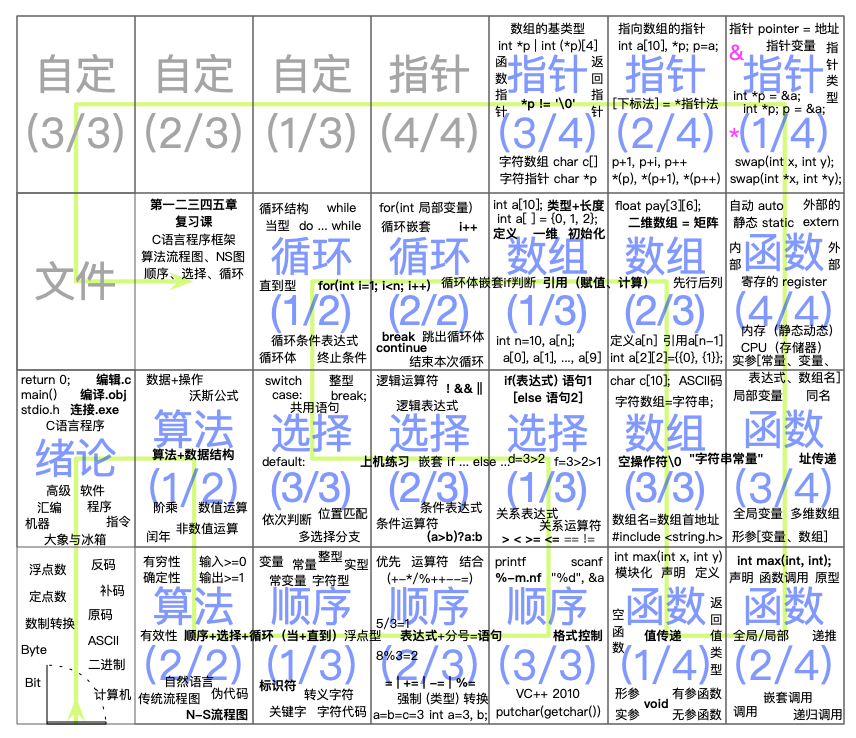 自定
(3/3)
自定
(2/3)
自定
(1/3)
指针
(4/4)
数组的基类型
int *p | int (*p)[4]
函数指针
指针
返回指针
*p != '\0'
(3/4)
字符数组 char c[]
字符指针 char *p
指向数组的指针
int a[10], *p; p=a;
指针
[下标法] = *指针法
(2/4)
p+1, p+i, p++
*(p), *(p+1), *(p++)
指针 pointer = 地址
& 指针变量
指针
指针类型
int *p = &a;
int *p; p = &a;
* (1/4)
swap(int x, int y);
swap(int *x, int *y);
文件
第一二三四五章
复习课
C语言程序框架
算法流程图、NS图
顺序、选择、循环
循环结构 while
当型 do ... while
循环
直到型 for(int i=1; i<n; i++)
(1/2)
循环条件表达式
循环体 终止条件
for(int 局部变量)
循环嵌套 i++
循环
循环体嵌套if判断
(2/2)
break 跳出循环体
continue
结束本次循环
int a[10]; 类型+长度
int a[ ] = {0, 1, 2};
定义 一维 初始化
数组
引用（赋值、计算）
(1/3)
int n=10, a[n];
a[0], a[1], ..., a[9]
float pay[3][6];
二维数组 = 矩阵
数组
先行后列
(2/3)
定义a[n] 引用a[n-1]
int a[2][2]={{0}, {1}};
自动 auto 外部的
静态 static extern
内部
函数
外部
寄存的 register
(4/4)
内存（静态动态）
CPU（存储器）
实参[常量、变量、
表达式、数组名]
return 0; 编辑.c
main() 编译.obj
stdio.h 连接.exe
C语言程序
绪论
高级 软件
汇编 程序
机器 指令
大象与冰箱
数据+操作
沃斯公式
算法
算法+数据结构
(1/2)
阶乘 数值运算
闰年 非数值运算
switch 整型
case: break;
共用语句
选择
default:
(3/3)
依次判断 位置匹配
多选择分支
逻辑运算符 ! && ||
逻辑表达式
选择
上机练习 嵌套 if ... else ...
(2/3)
条件表达式
条件运算符
(a>b)?a:b
if(表达式) 语句1
[else 语句2]
选择
d=3>2 f=3>2>1
(1/3)
关系表达式
关系运算符
> < >= <= == !=
char c[10]; ASCII码
字符数组=字符串;
数组
空操作符\0 "字符串常量"
(3/3)
数组名=数组首地址
#include <string.h>
局部变量 同名
函数
址传递
(3/4)
全局变量 多维数组
形参[变量、数组]
浮点数 反码
定点数 补码
数制转换 原码
Byte ASCII
二进制
Bit 计算机
有穷性 输入>=0
确定性 输出>=1
算法
有效性 顺序+选择+循环（当+直到）
(2/2)
自然语言
传统流程图 伪代码
N-S流程图
变量 常量 整型 实型
常变量 字符型
顺序
浮点型
(1/3)
标识符 转义字符
关键字 字符代码
优先 运算符 结合
(+-*/%++--=)
顺序
5/3=1
表达式+分号=语句
8%3=2
(2/3)
= | += | -= | %=
强制 (类型) 转换
a=b=c=3 int a=3, b;
printf scanf
%-m.nf "%d", &a
顺序
格式控制
(3/3)
VC++ 2010
putchar(getchar())
int max(int x, int y)
模块化 声明 定义
空函数
函数
返回值类型
值传递
(1/4)
形参 void 有参函数
实参 无参函数
int max(int, int);
声明 函数调用 原型
函数
全局/局部 递推
(2/4)
嵌套调用
调用 递归调用